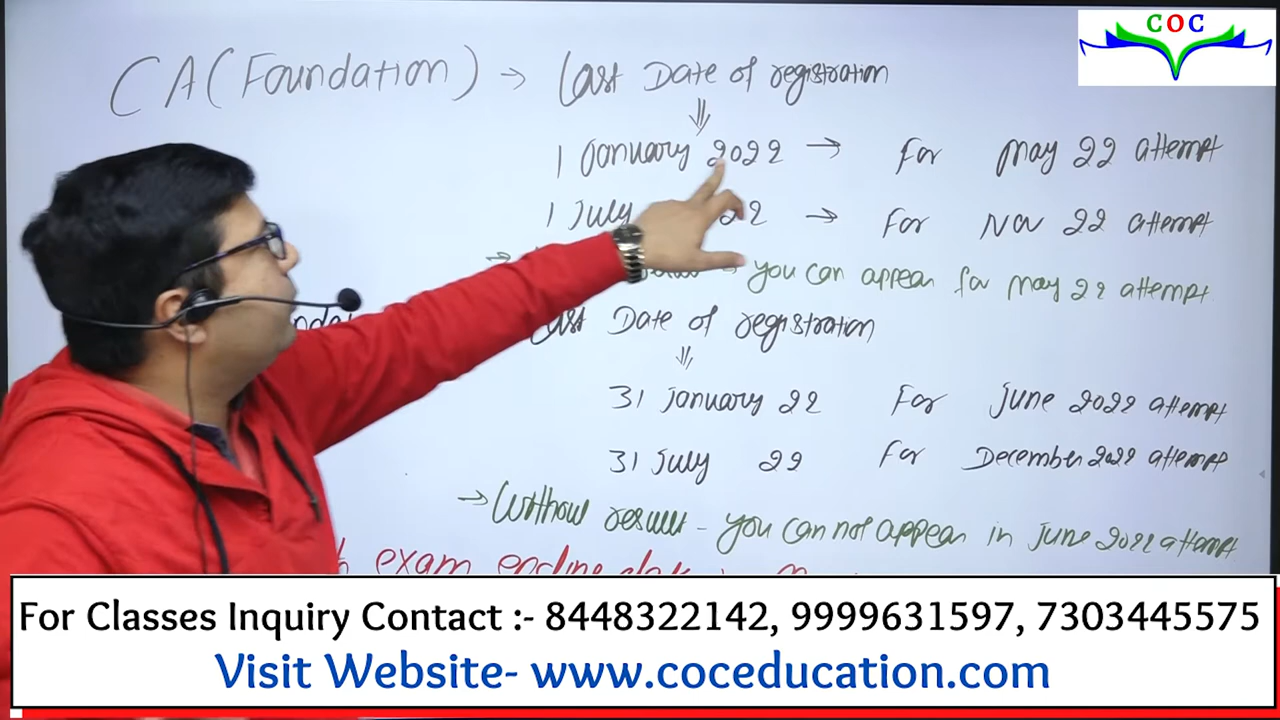 COC
CA (Foundation) → Last Date of registration
1 January 2022 → For May 22 attempt
1 July 22 → For Nov 22 attempt
→ you can appear for may 22 attempt.
Last Date of registration
31 January 22 For June 2022 attempt
31 July 22 For December 2022 attempt
→ Without result - you can not appear in June 2022 attempt
exam ending date
For Classes Inquiry Contact :- 8448322142, 9999631597, 7303445575
Visit Website- www.coceducation.com